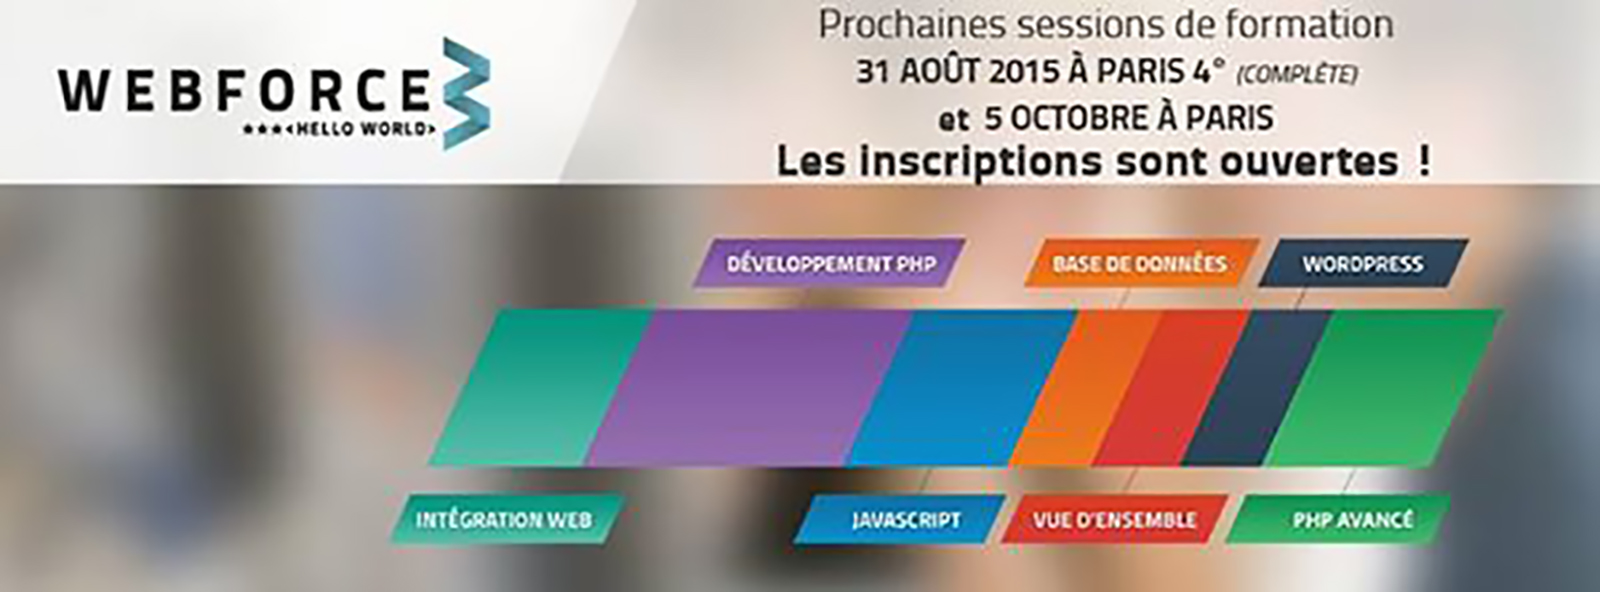 WEBFORCE3
★★★<HELLO WORLD>
Prochaines sessions de formation
31 AOÛT 2015 À PARIS 4° (COMPLÈTE)
et 5 OCTOBRE À PARIS
Les inscriptions sont ouvertes !
DÉVELOPPEMENT PHP
BASE DE DONNÉES
WORDPRESS
INTÉGRATION WEB
JAVASCRIPT
VUE D'ENSEMBLE
PHP AVANCÉ